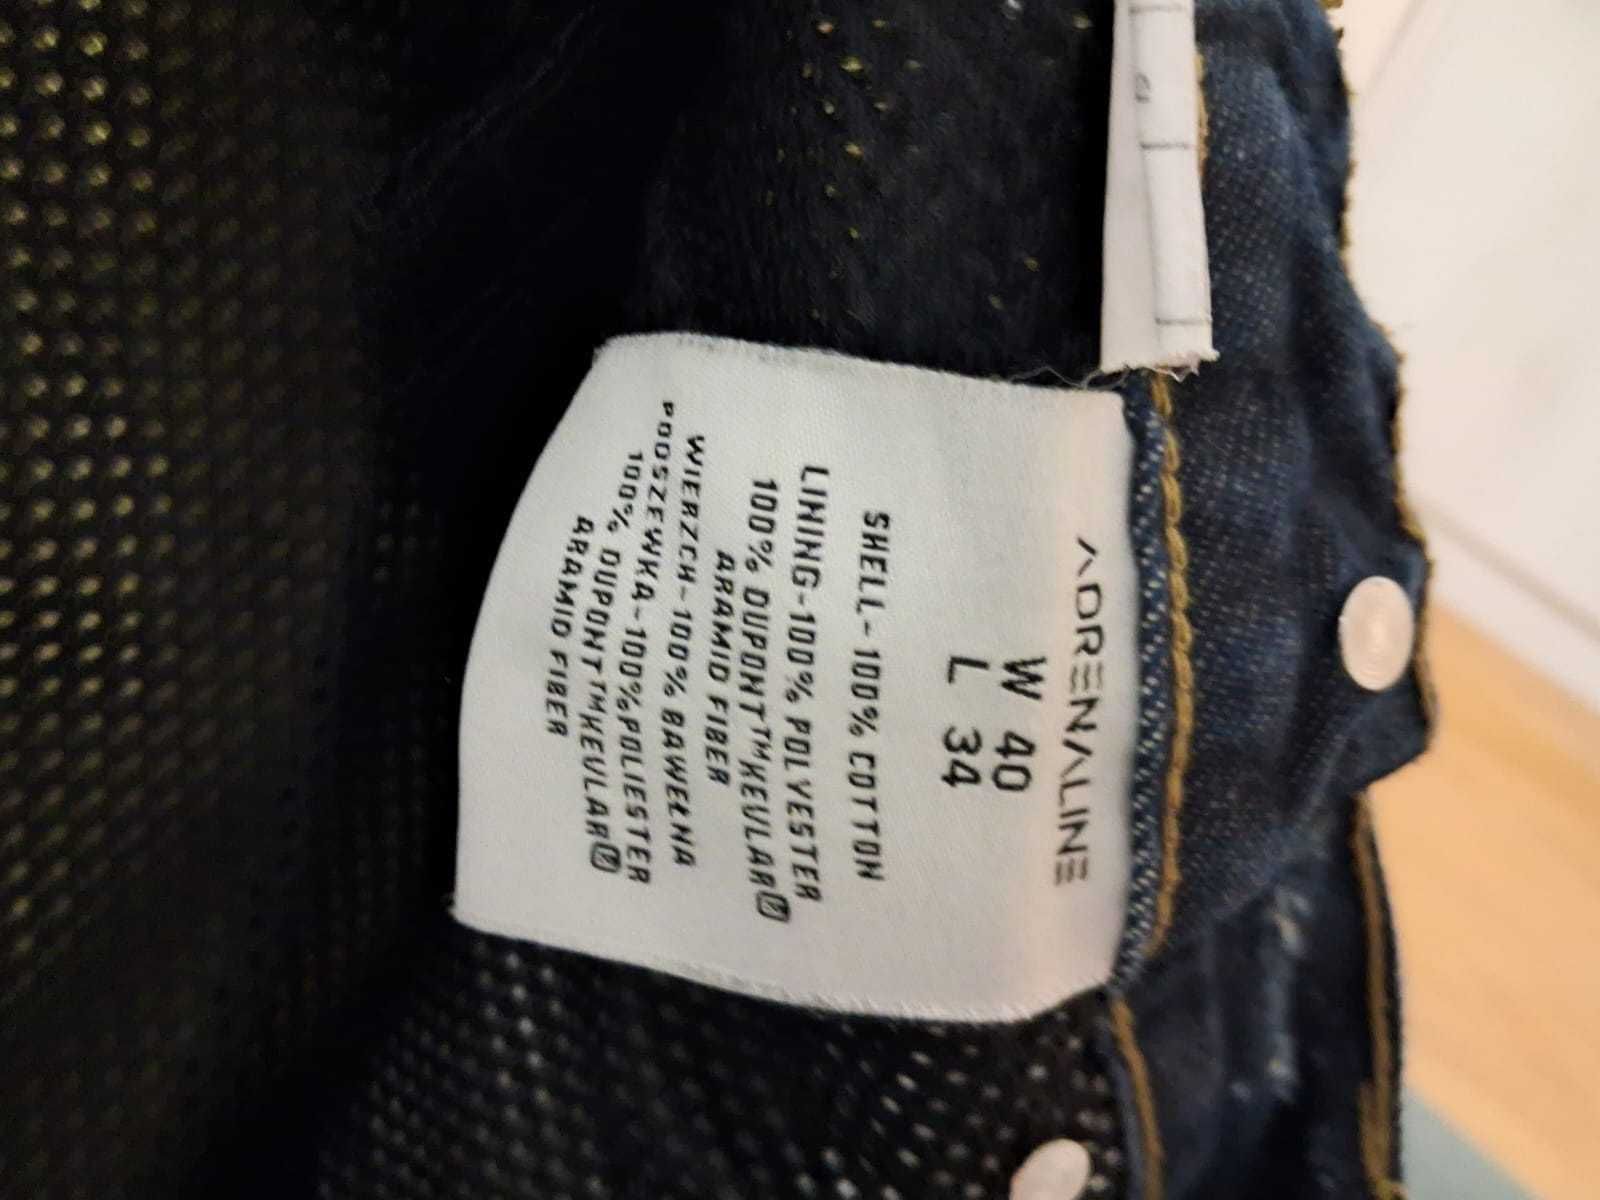 ADRENALINE
W 40
L 34
SHELL-100% COTTON
LINING-100% POLYESTER
100% DUPONT™KEVLAR®
ARAMID FIBER
WIERZCH-100% BAWEŁNA
PODSZEWKA-100%POLIESTER
100% DUPONT™KEVLAR®
ARAMID FIBER